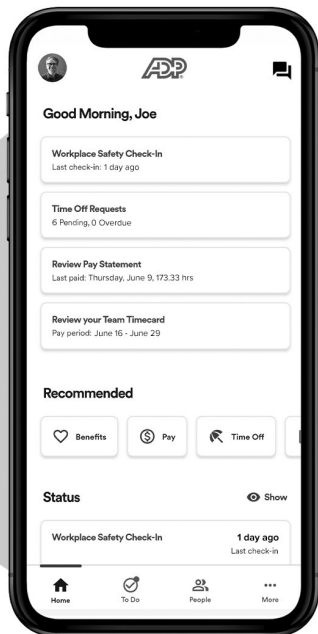 ADP
Good Morning, Joe
Workplace Safety Check-In
Last check-in: 1 day ago
Time Off Requests
6 Pending, 0 Overdue
Review Pay Statement
Last paid: Thursday, June 9, 173.33 hrs
Review your Team Timecard
Pay period: June 16 - June 29
Recommended
Benefits
Pay
Time Off
Status
Show
Workplace Safety Check-In
1 day ago
Last check-in
Home
To Do
People
More